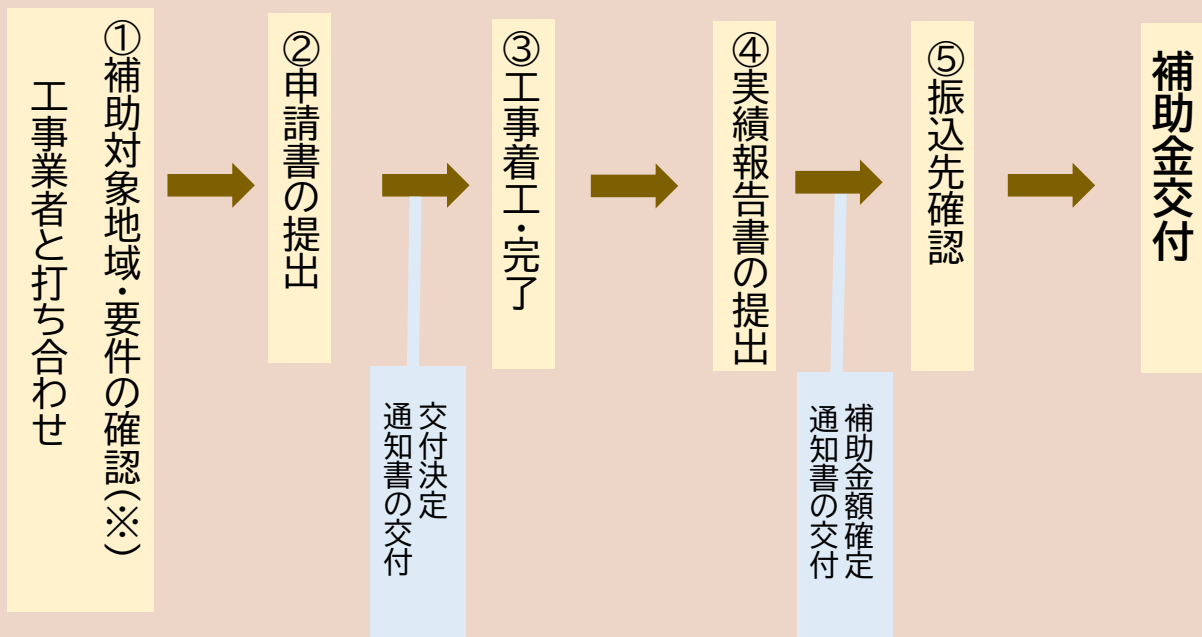 ①補助対象地域・要件の確認(※)
工事業者と打ち合わせ
②申請書の提出
交付決定
通知書の交付
③工事着工・完了
④実績報告書の提出
補助金額確定
通知書の交付
⑤振込先確認
補助金交付